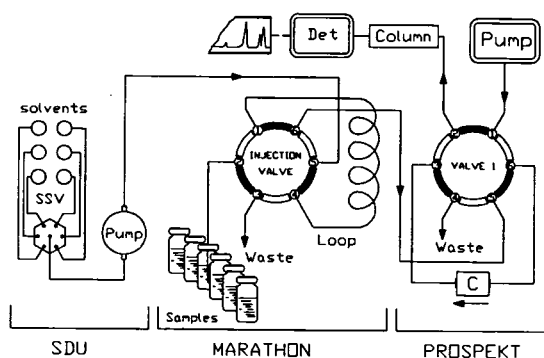 Det
Column
Pump
solvents
SSV
Pump
INJECTION
VALVE
Waste
Loop
Samples
VALVE 1
Waste
C
SDU
MARATHON
PROSPEKT